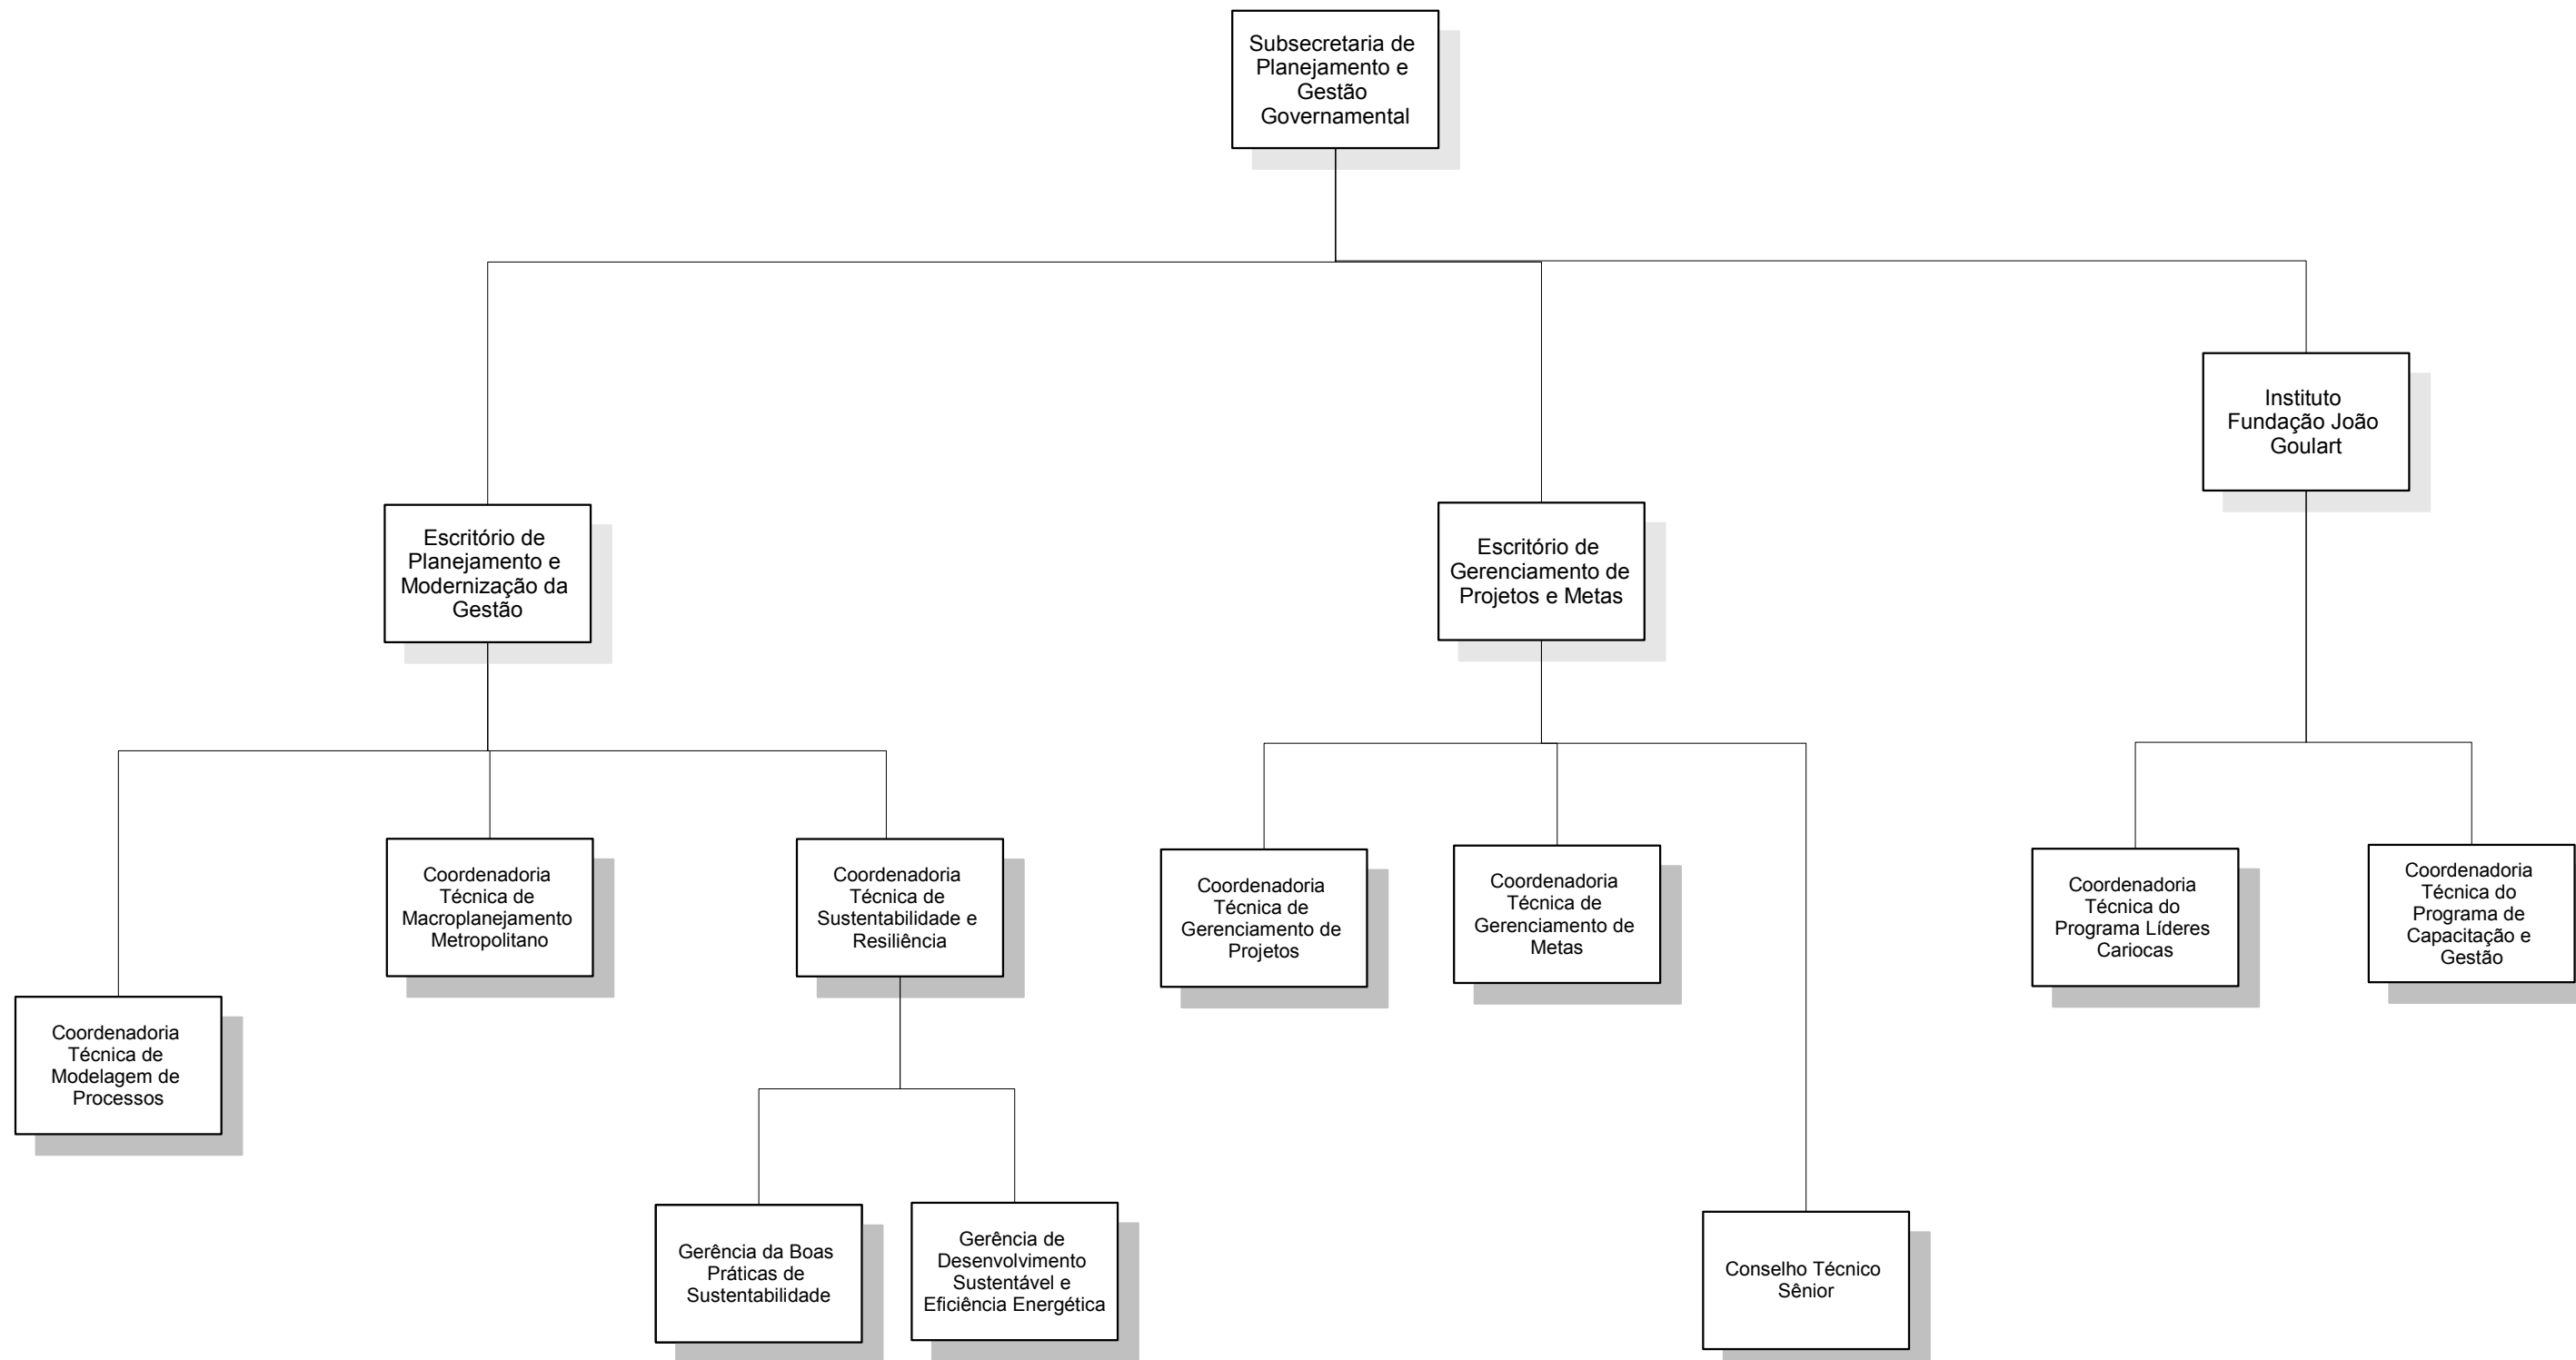 Subsecretaria de
Planejamento e
Gestão
Governamental
Instituto
Fundação João
Goulart
Escritório de
Planejamento e
Modernização da
Gestão
Escritório de
Gerenciamento de
Projetos e Metas
Coordenadoria
Técnica de
Macroplanejamento
Metropolitano
Coordenadoria
Técnica de
Sustentabilidade e
Resiliência
Coordenadoria
Técnica de
Gerenciamento de
Projetos
Coordenadoria
Técnica de
Gerenciamento de
Metas
Coordenadoria
Técnica do
Programa Líderes
Cariocas
Coordenadoria
Técnica do
Programa de
Capacitação e
Gestão
Coordenadoria
Técnica de
Modelagem de
Processos
Gerência da Boas
Práticas de
Sustentabilidade
Gerência de
Desenvolvimento
Sustentável e
Eficiência Energética
Conselho Técnico
Sênior